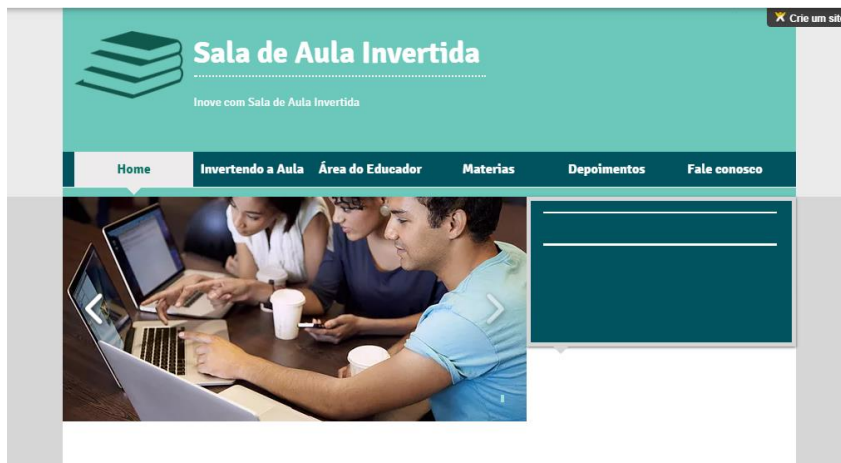 Crie um site
Sala de Aula Invertida
Inove com Sala de Aula Invertida
Home Invertendo a Aula Área do Educador Materias Depoimentos Fale conosco